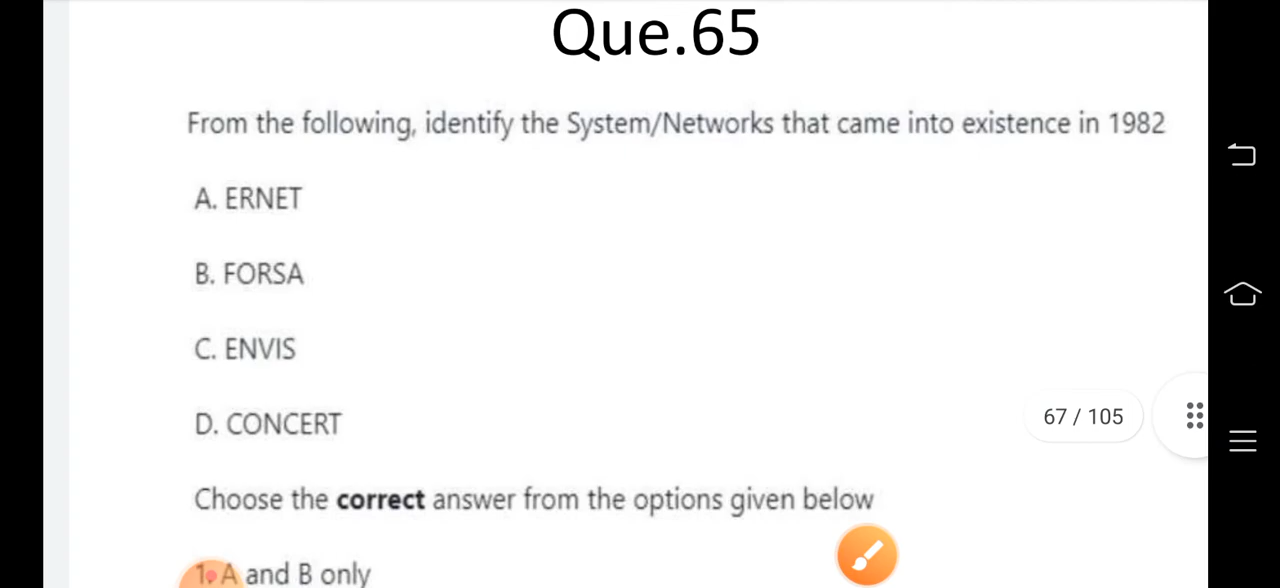 Que.65
From the following, identify the System/Networks that came into existence in 1982
A. ERNET
B. FORSA
C. ENVIS
D. CONCERT
67 / 105
Choose the correct answer from the options given below
1. A and B only